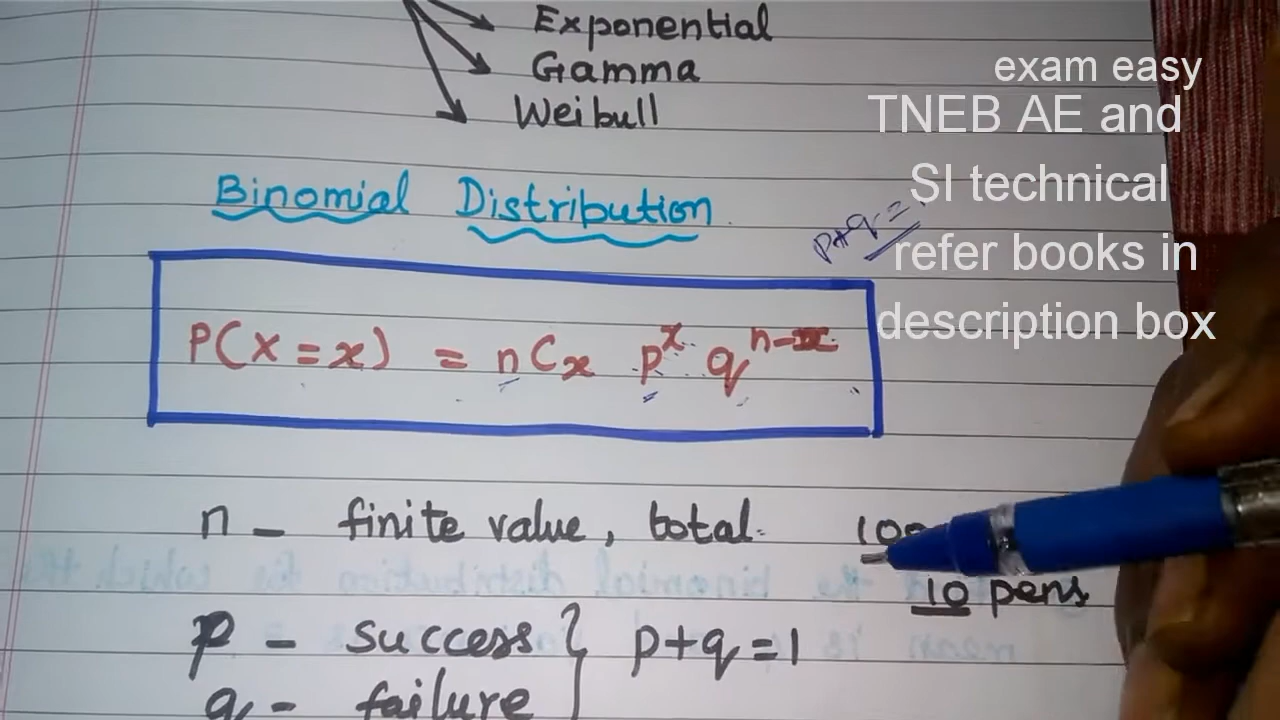 Exponential
Gamma
Weibull
exam easy
TNEB AE and
SI technical
refer books in
description box
Binomial Distribution
p+q=
P(X=x) = nCx p^x q^n-x
n - finite value, total. 100
10 pens
p - success } p+q=1
q - failure